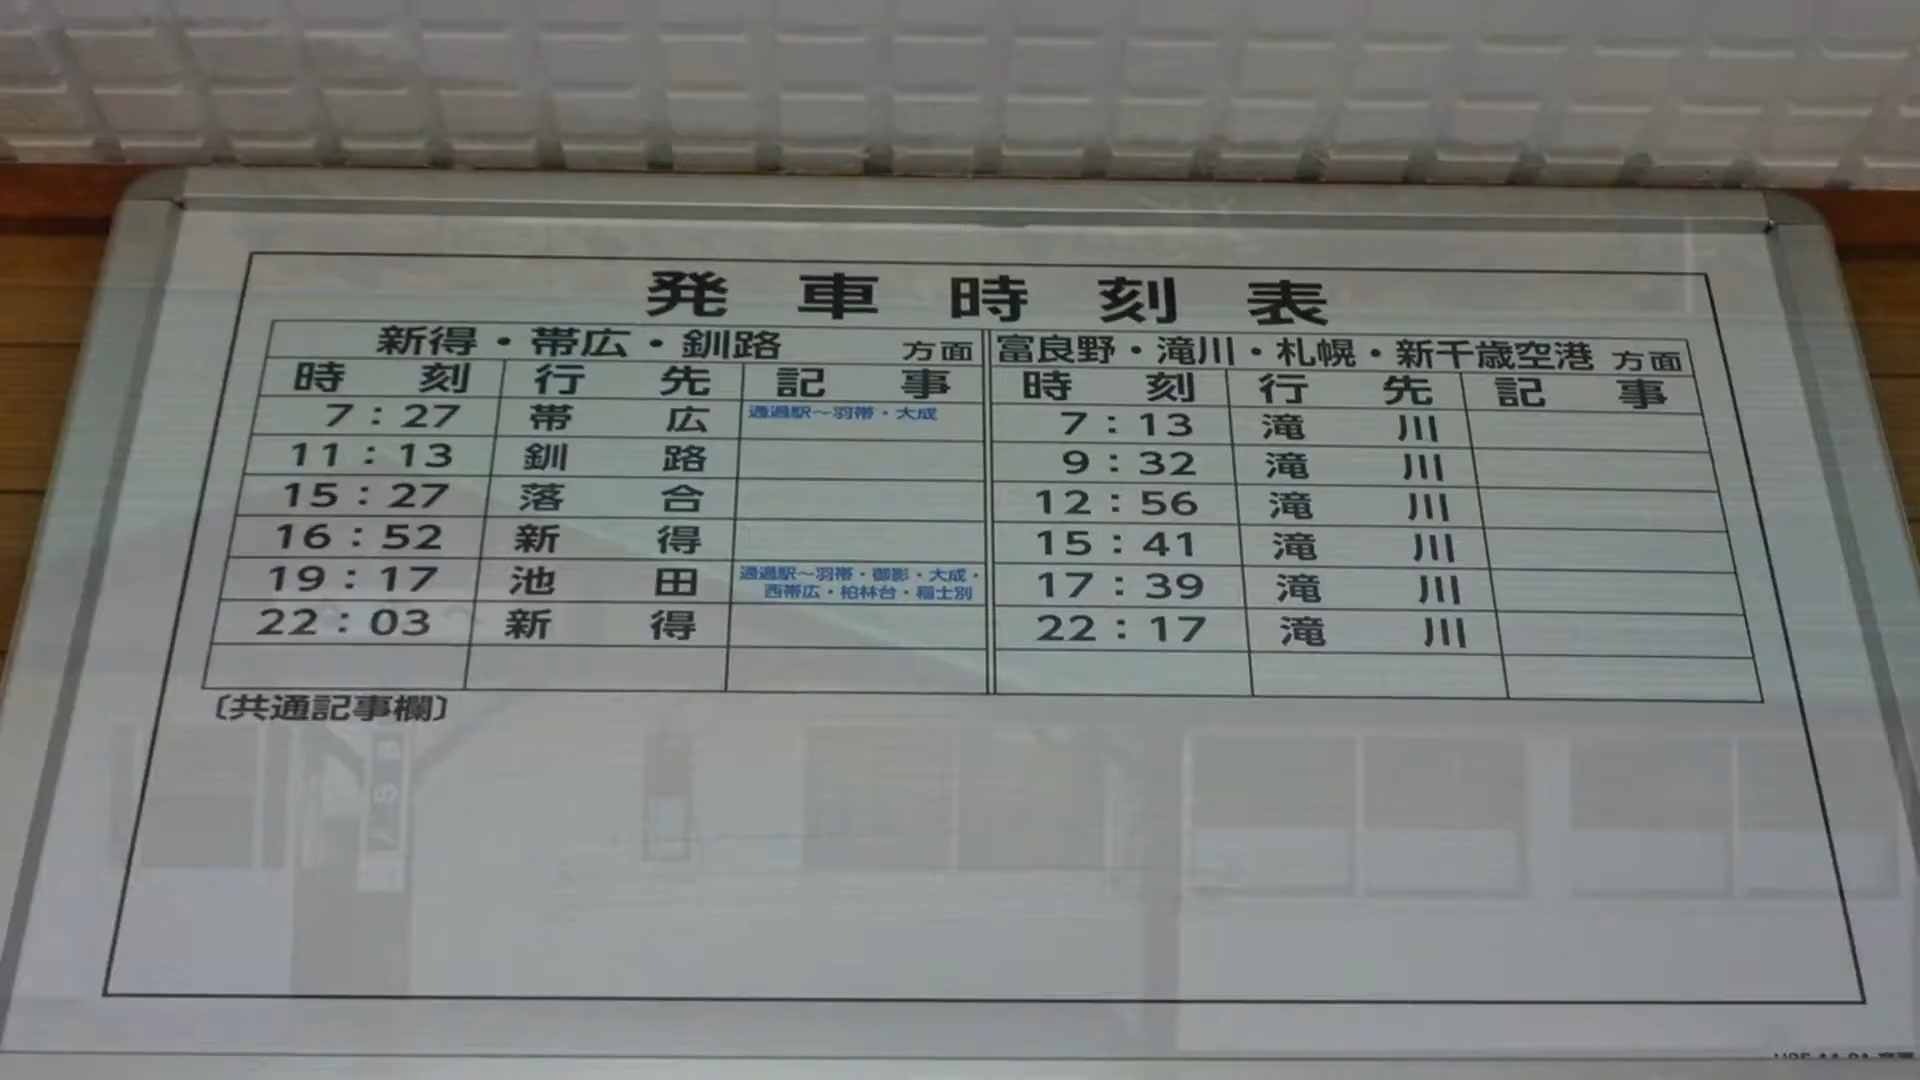 発車時刻表
新得・帯広・釧路 方面
時刻 行先 記事
7:27 帯広 通過駅～羽帯・大成
11:13 釧路
15:27 落合
16:52 新得
19:17 池田 通過駅～羽帯・御影・大成・
西帯広・柏林台・稲士別
22:03 新得
富良野・滝川・札幌・新千歳空港 方面
時刻 行先 記事
7:13 滝川
9:32 滝川
12:56 滝川
15:41 滝川
17:39 滝川
22:17 滝川
〔共通記事欄〕